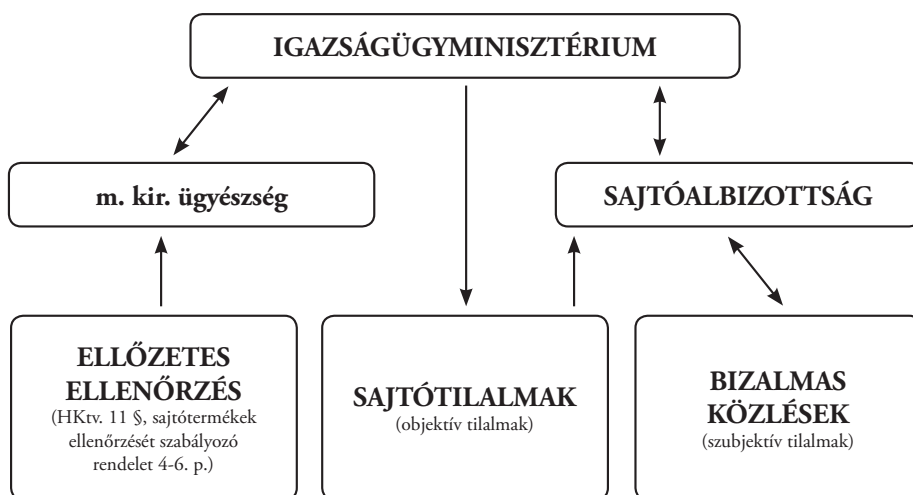 IGAZSÁGÜGYMINISZTÉRIUM
m. kir. ügyészség
SAJTÓALBIZOTTSÁG
ELLŐZETES
ELLENŐRZÉS
(HKtv. 11 §, sajtótermékek
ellenőrzését szabályozó
rendelet 4-6. p.)
SAJTÓTILALMAK
(objektív tilalmak)
BIZALMAS
KÖZLÉSEK
(szubjektív tilalmak)